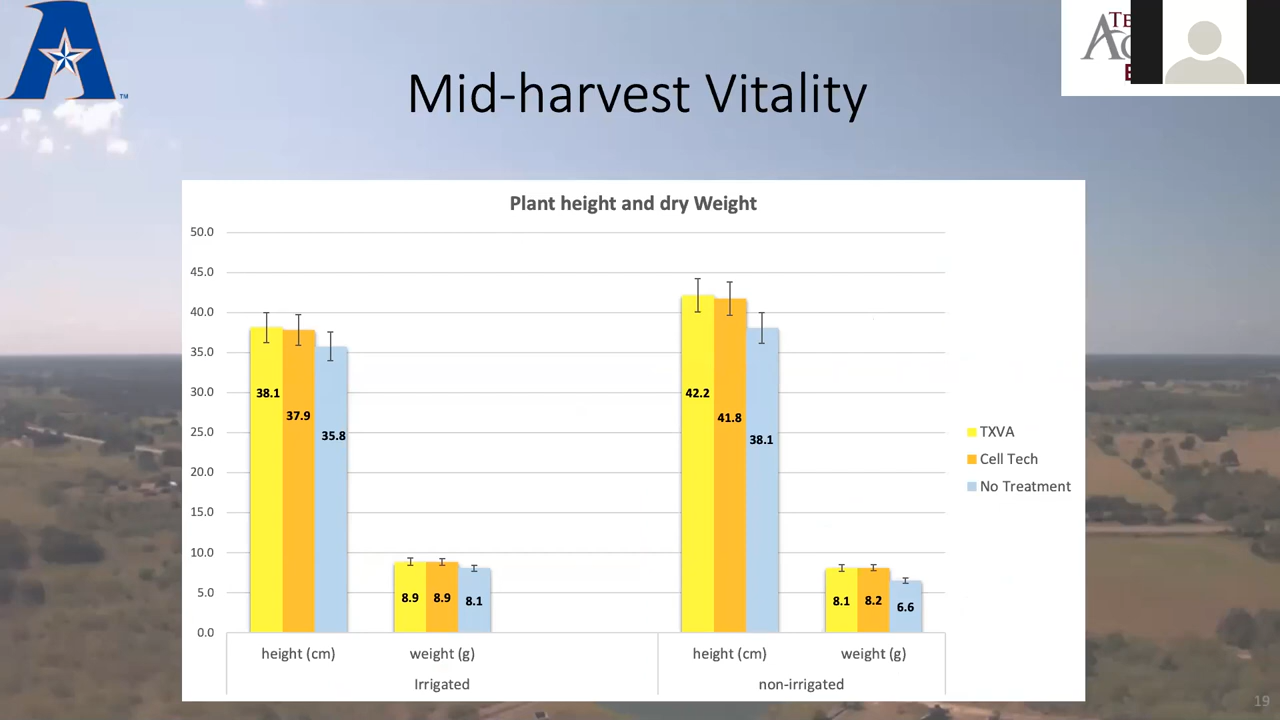 Mid-harvest Vitality
TM
Plant height and dry Weight
50.0
45.0
40.0
35.0
30.0
25.0
20.0
15.0
10.0
5.0
0.0
38.1
37.9
35.8
8.9
8.9
8.1
42.2
41.8
38.1
8.1
8.2
6.6
height (cm)
weight (g)
height (cm)
weight (g)
Irrigated
non-irrigated
TXVA
Cell Tech
No Treatment
19